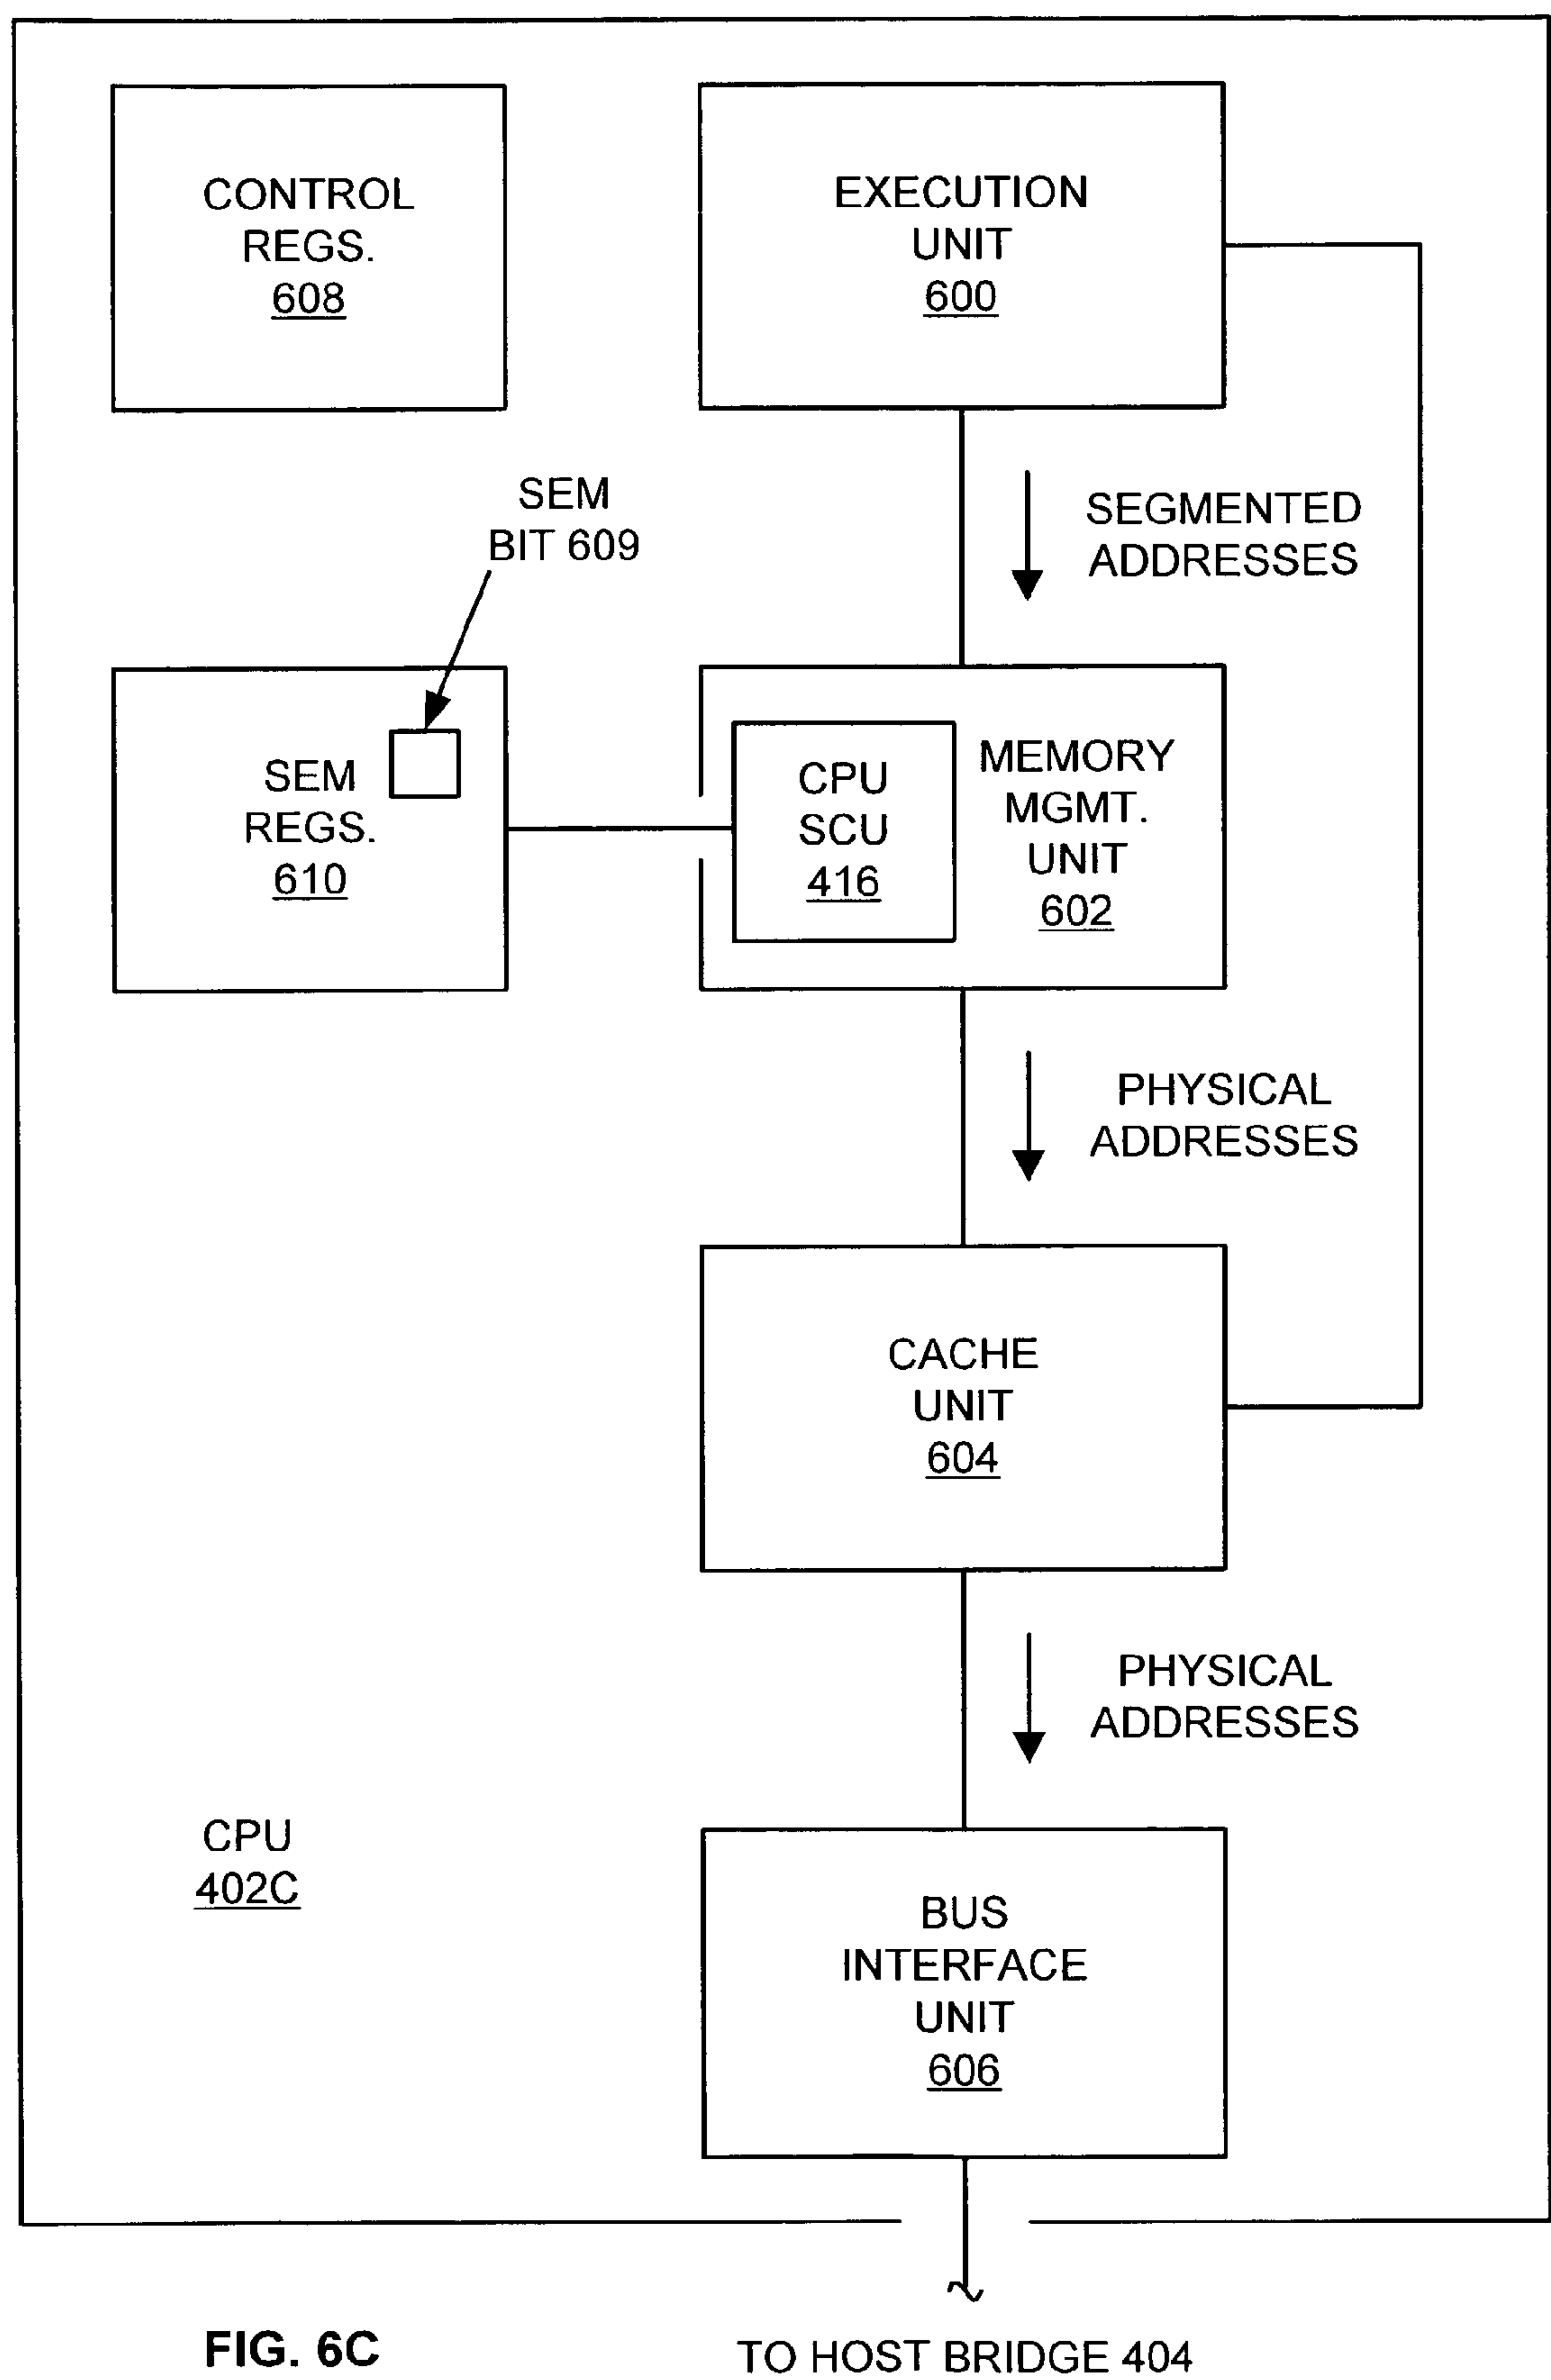 CONTROL
REGS.
608
EXECUTION
UNIT
600
SEM
BIT 609
SEGMENTED
ADDRESSES
SEM
REGS.
610
CPU
SCU
416
MEMORY
MGMT.
UNIT
602
PHYSICAL
ADDRESSES
CACHE
UNIT
604
PHYSICAL
ADDRESSES
CPU
402C
BUS
INTERFACE
UNIT
606
FIG. 6C
TO HOST BRIDGE 404